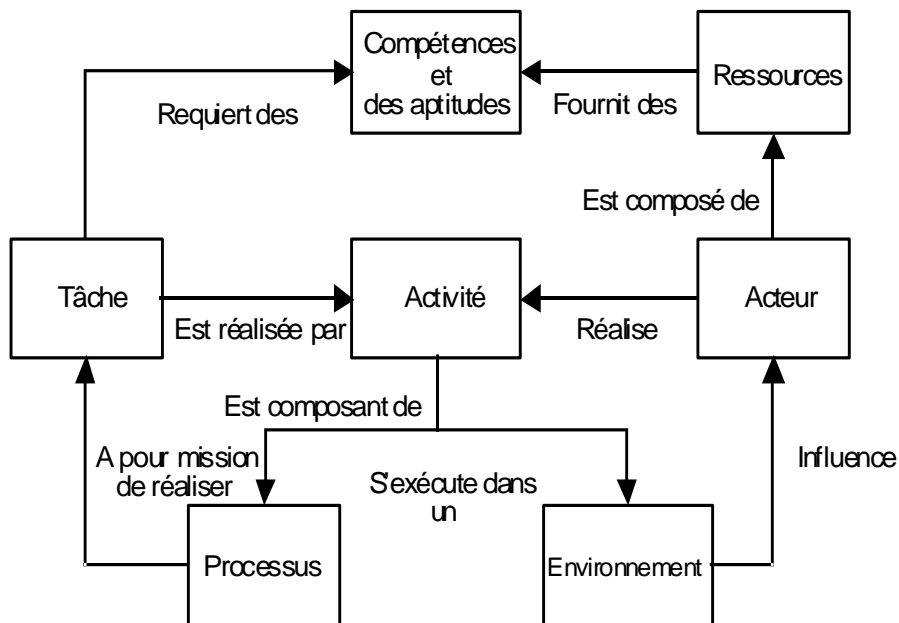 Compétences
et
des aptitudes
Ressources
Requiert des
Fournit des
Est composé de
Tâche
Activité
Acteur
Est réalisée par
Réalise
Est composant de
A pour mission
de réaliser
S'exécute dans
un
Influence
Processus
Environnement